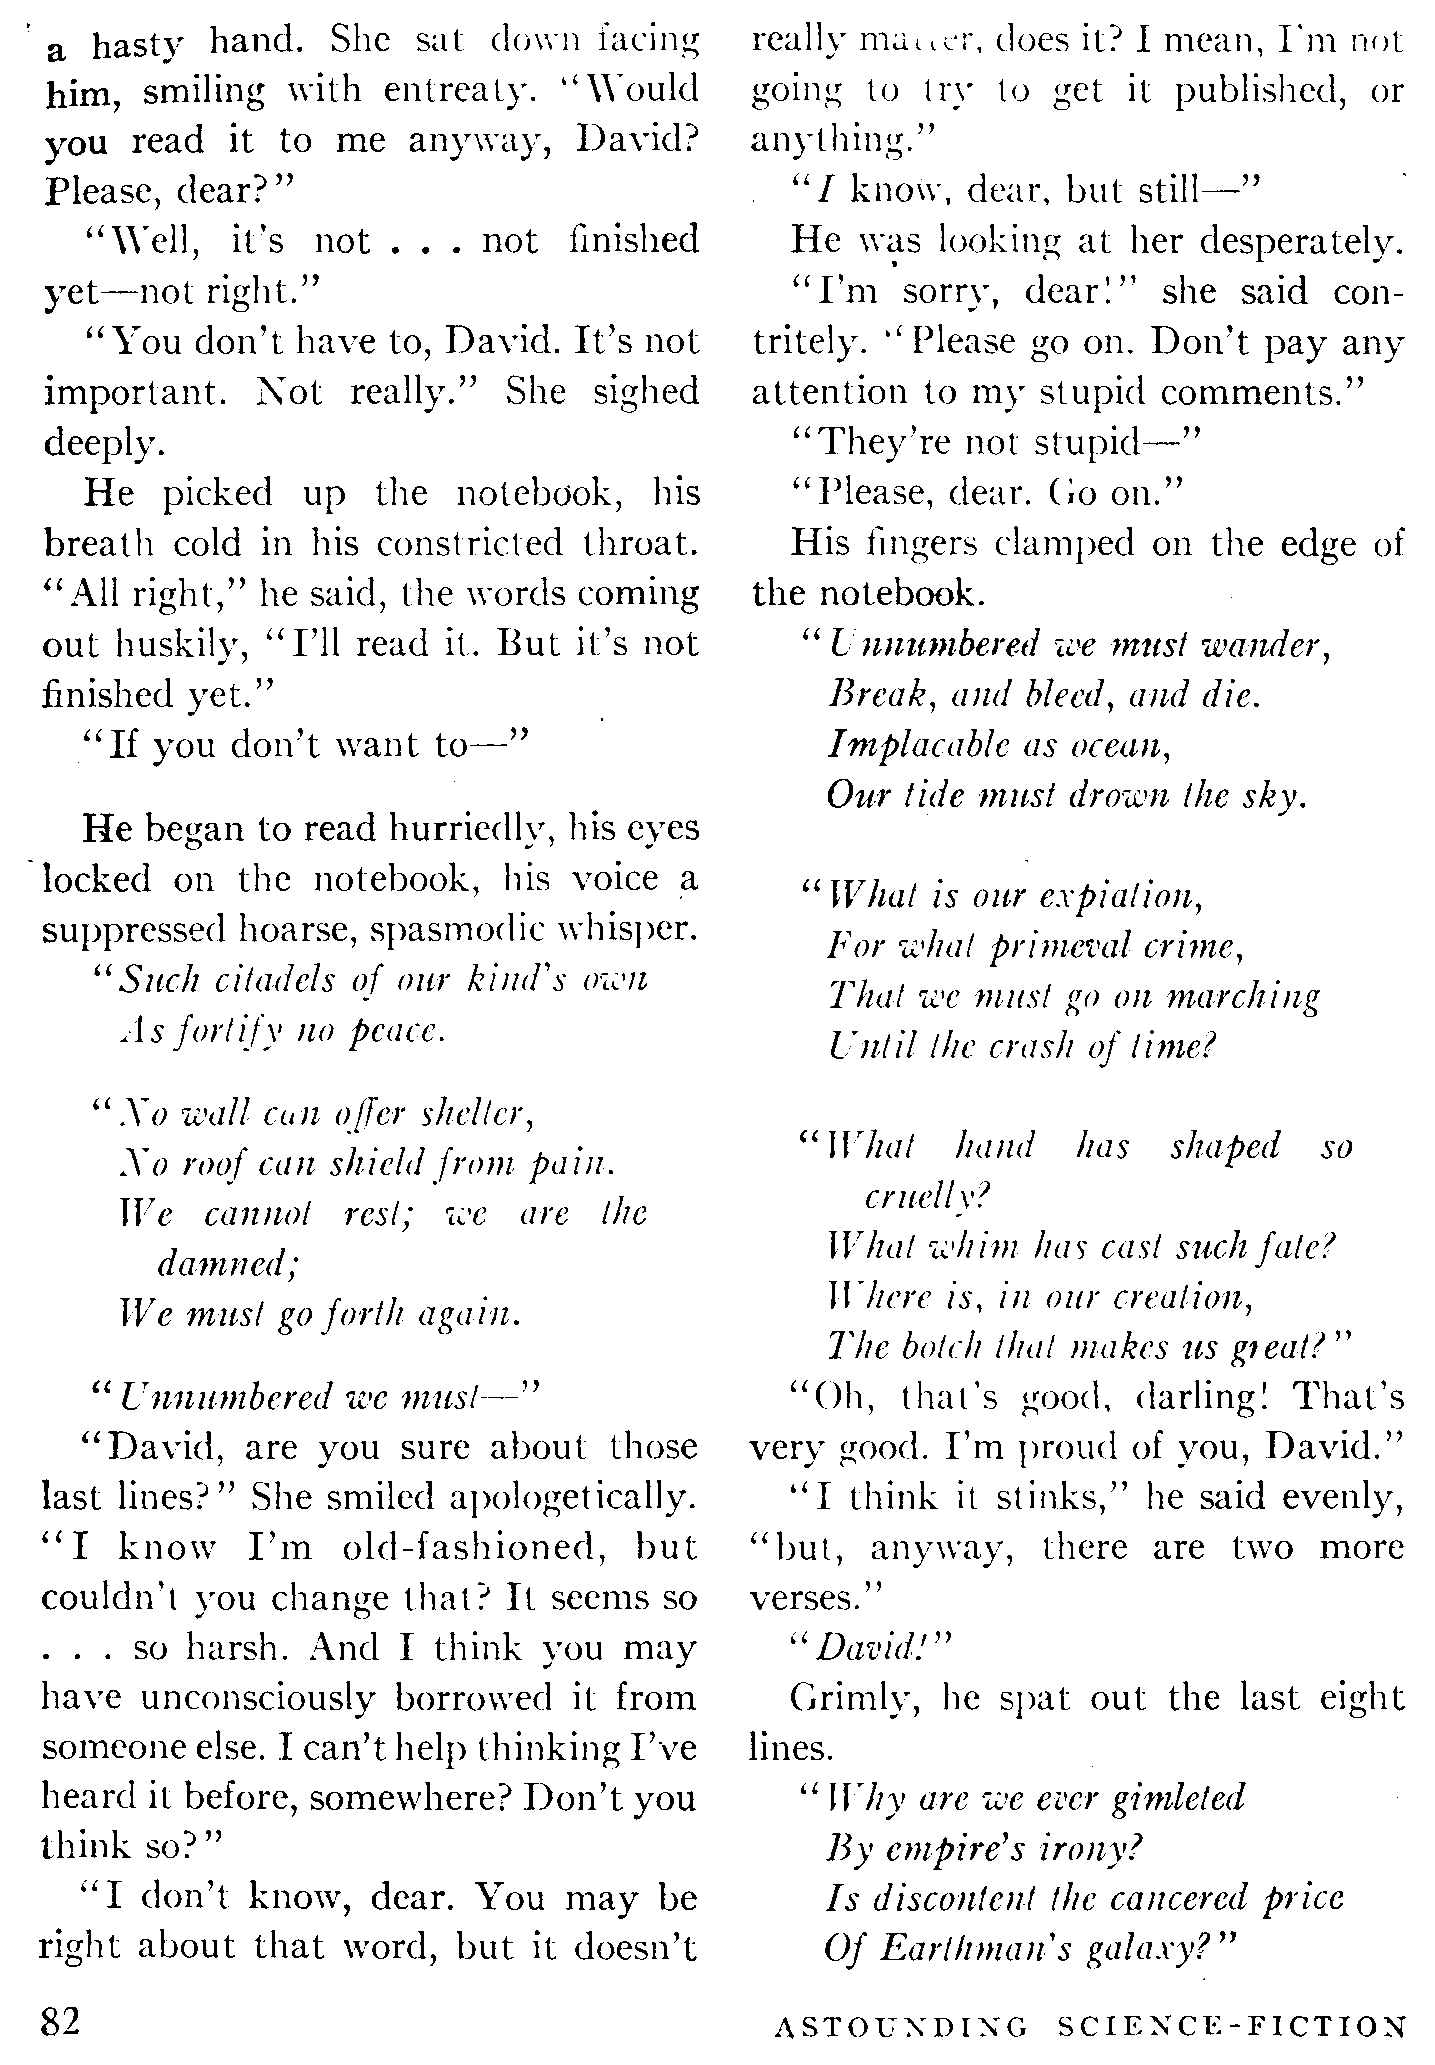 a hasty hand. She sat down facing
him, smiling with entreaty. “Would
you read it to me anyway, David?
Please, dear?”
“Well, it's not . . . not finished
yet—not right.”
“You don't have to, David. It's not
important. Not really.” She sighed
deeply.
He picked up the notebook, his
breath cold in his constricted throat.
“All right,” he said, the words coming
out huskily, “I'll read it. But it's not
finished yet.”
“If you don't want to—”
He began to read hurriedly, his eyes
locked on the notebook, his voice a
suppressed hoarse, spasmodic whisper.
“Such citadels of our kind's own
As fortify no peace.
“No wall can offer shelter,
No roof can shield from pain.
We cannot rest; we are the
damned;
We must go forth again.
“Unnumbered we must—”
“David, are you sure about those
last lines?” She smiled apologetically.
“I know I'm old-fashioned, but
couldn't you change that? It seems so
. . . so harsh. And I think you may
have unconsciously borrowed it from
someone else. I can't help thinking I've
heard it before, somewhere? Don't you
think so?”
“I don't know, dear. You may be
right about that word, but it doesn't
really matter, does it? I mean, I'm not
going to try to get it published, or
anything.”
“I know, dear, but still—”
He was looking at her desperately.
“I'm sorry, dear!” she said con-
tritely. “Please go on. Don't pay any
attention to my stupid comments.”
“They're not stupid—”
“Please, dear. Go on.”
His fingers clamped on the edge of
the notebook.
“Unnumbered we must wander,
Break, and bleed, and die.
Implacable as ocean,
Our tide must drown the sky.
“What is our expiation,
For what primeval crime,
That we must go on marching
Until the crash of time?
“What hand has shaped so
cruelly?
What whim has cast such fate?
Where is, in our creation,
The botch that makes us great?”
“Oh, that's good, darling! That's
very good. I'm proud of you, David.”
“I think it stinks,” he said evenly,
“but, anyway, there are two more
verses.”
“David!”
Grimly, he spat out the last eight
lines.
“Why are we ever gimleted
By empire's irony?
Is discontent the cancered price
Of Earthman's galaxy?”
82
ASTOUNDING SCIENCE-FICTION